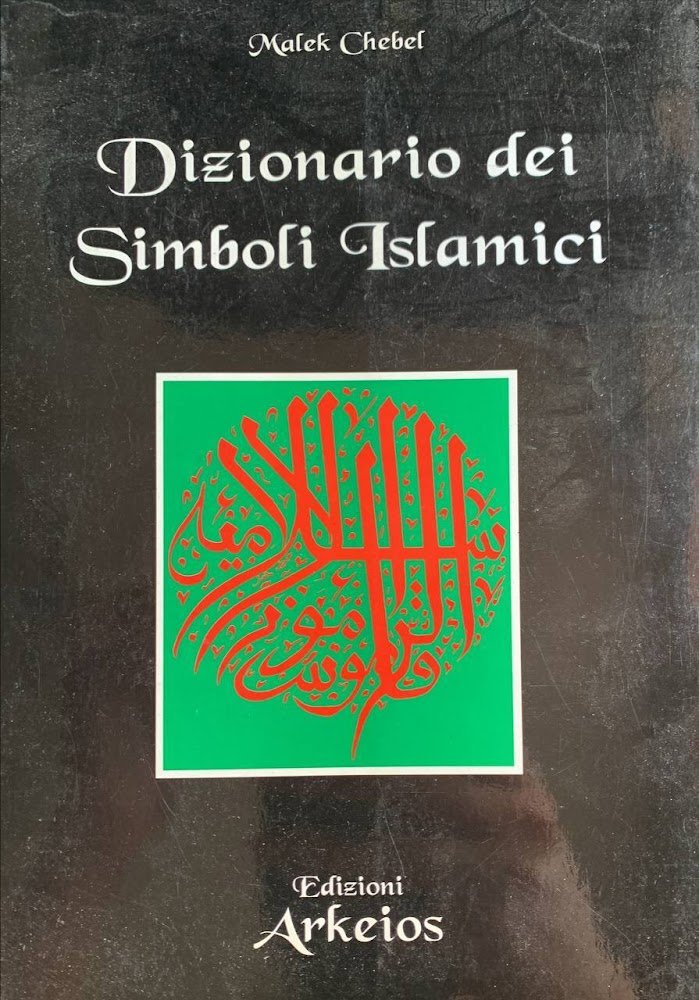 Malek Chebel
Dizionario dei
Simboli Islamici
Edizioni
Arkeios